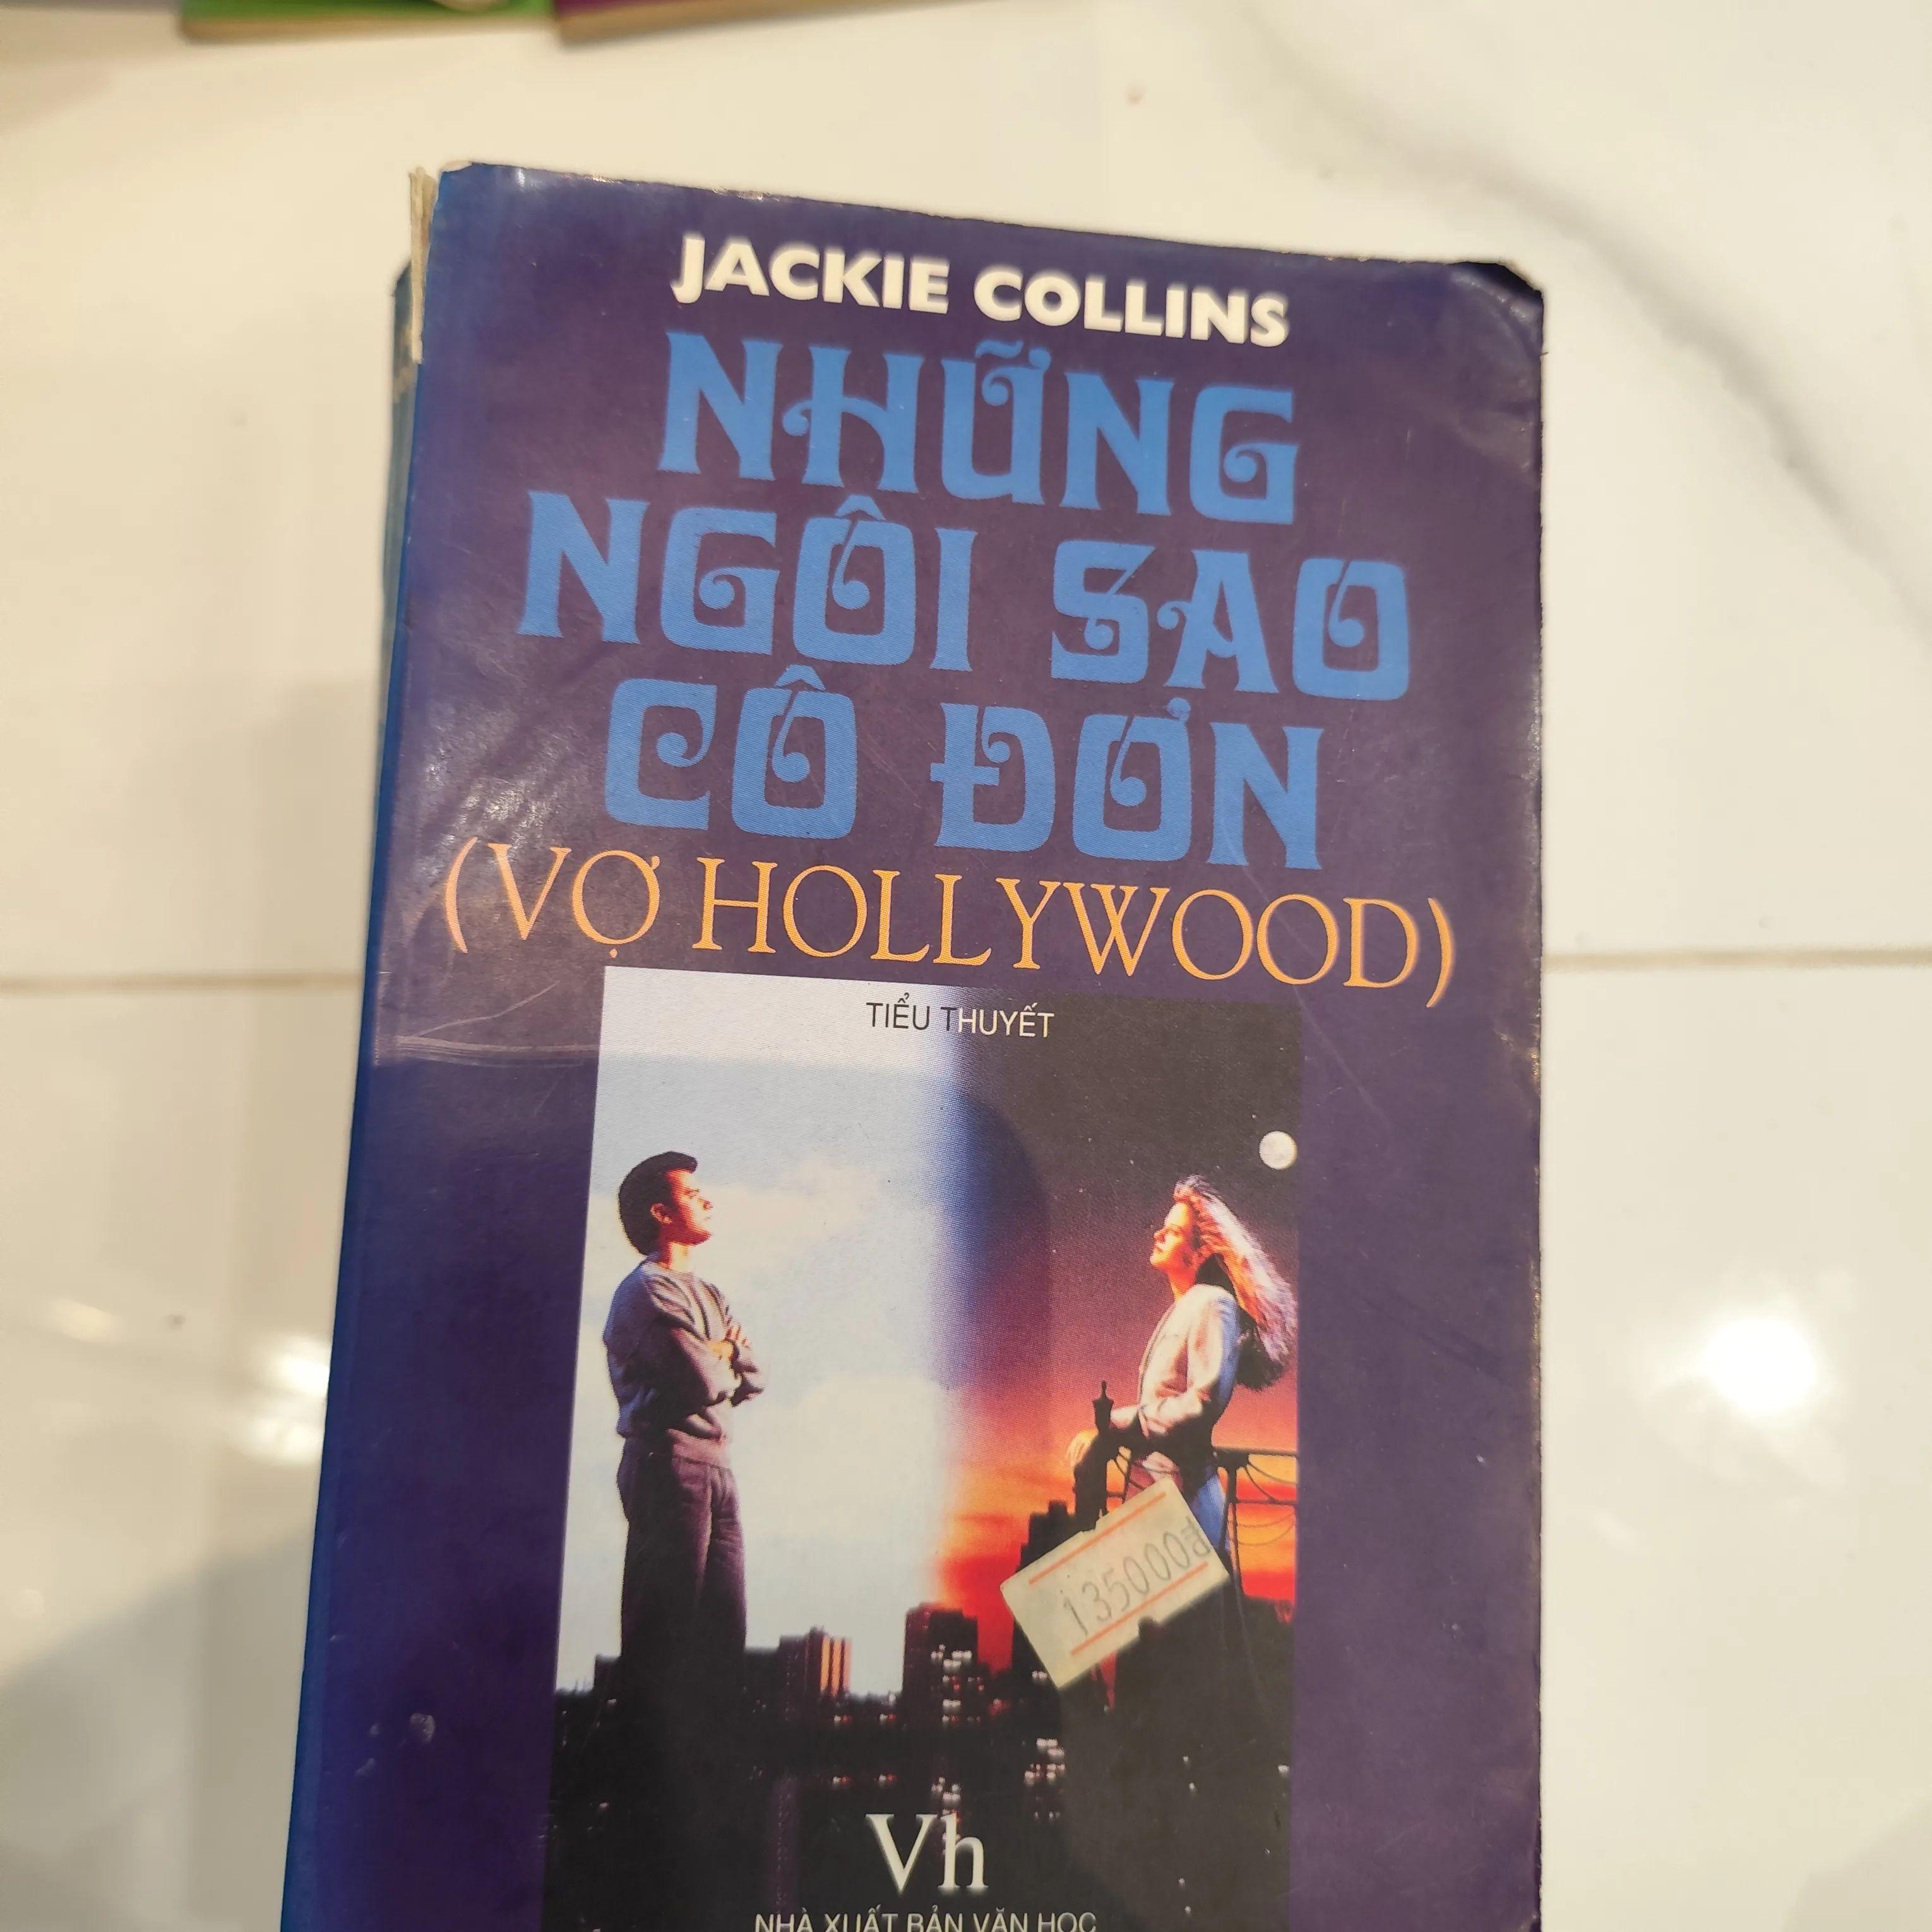 JACKIE COLLINS
NHỮNG
NGÔI SAO
CÔ ĐƠN
(VỢ HOLLYWOOD)
TIỂU THUYẾT
135000đ
Vh
NHÀ XUẤT BẢN VĂN HỌC